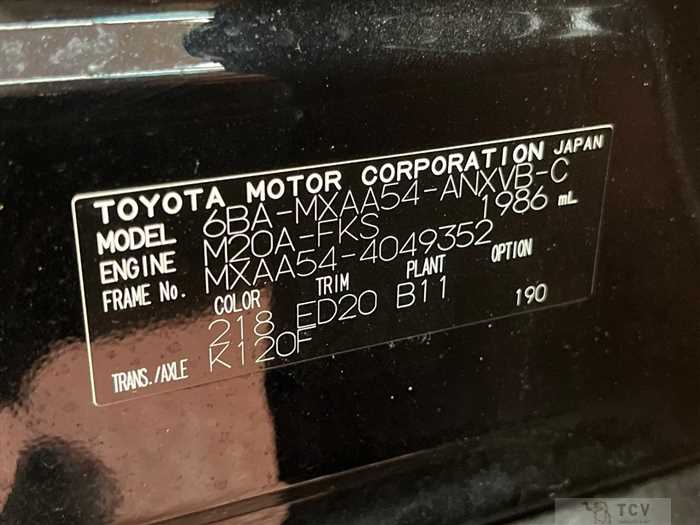 TOYOTA MOTOR CORPORATION JAPAN
MODEL 6BA-MXAA54-ANXVB-C
ENGINE M20A-FKS 1986 mL
FRAME No. MXAA54-4049352
COLOR TRIM PLANT OPTION
218 ED20 B11 190
TRANS./AXLE K120F
TCV